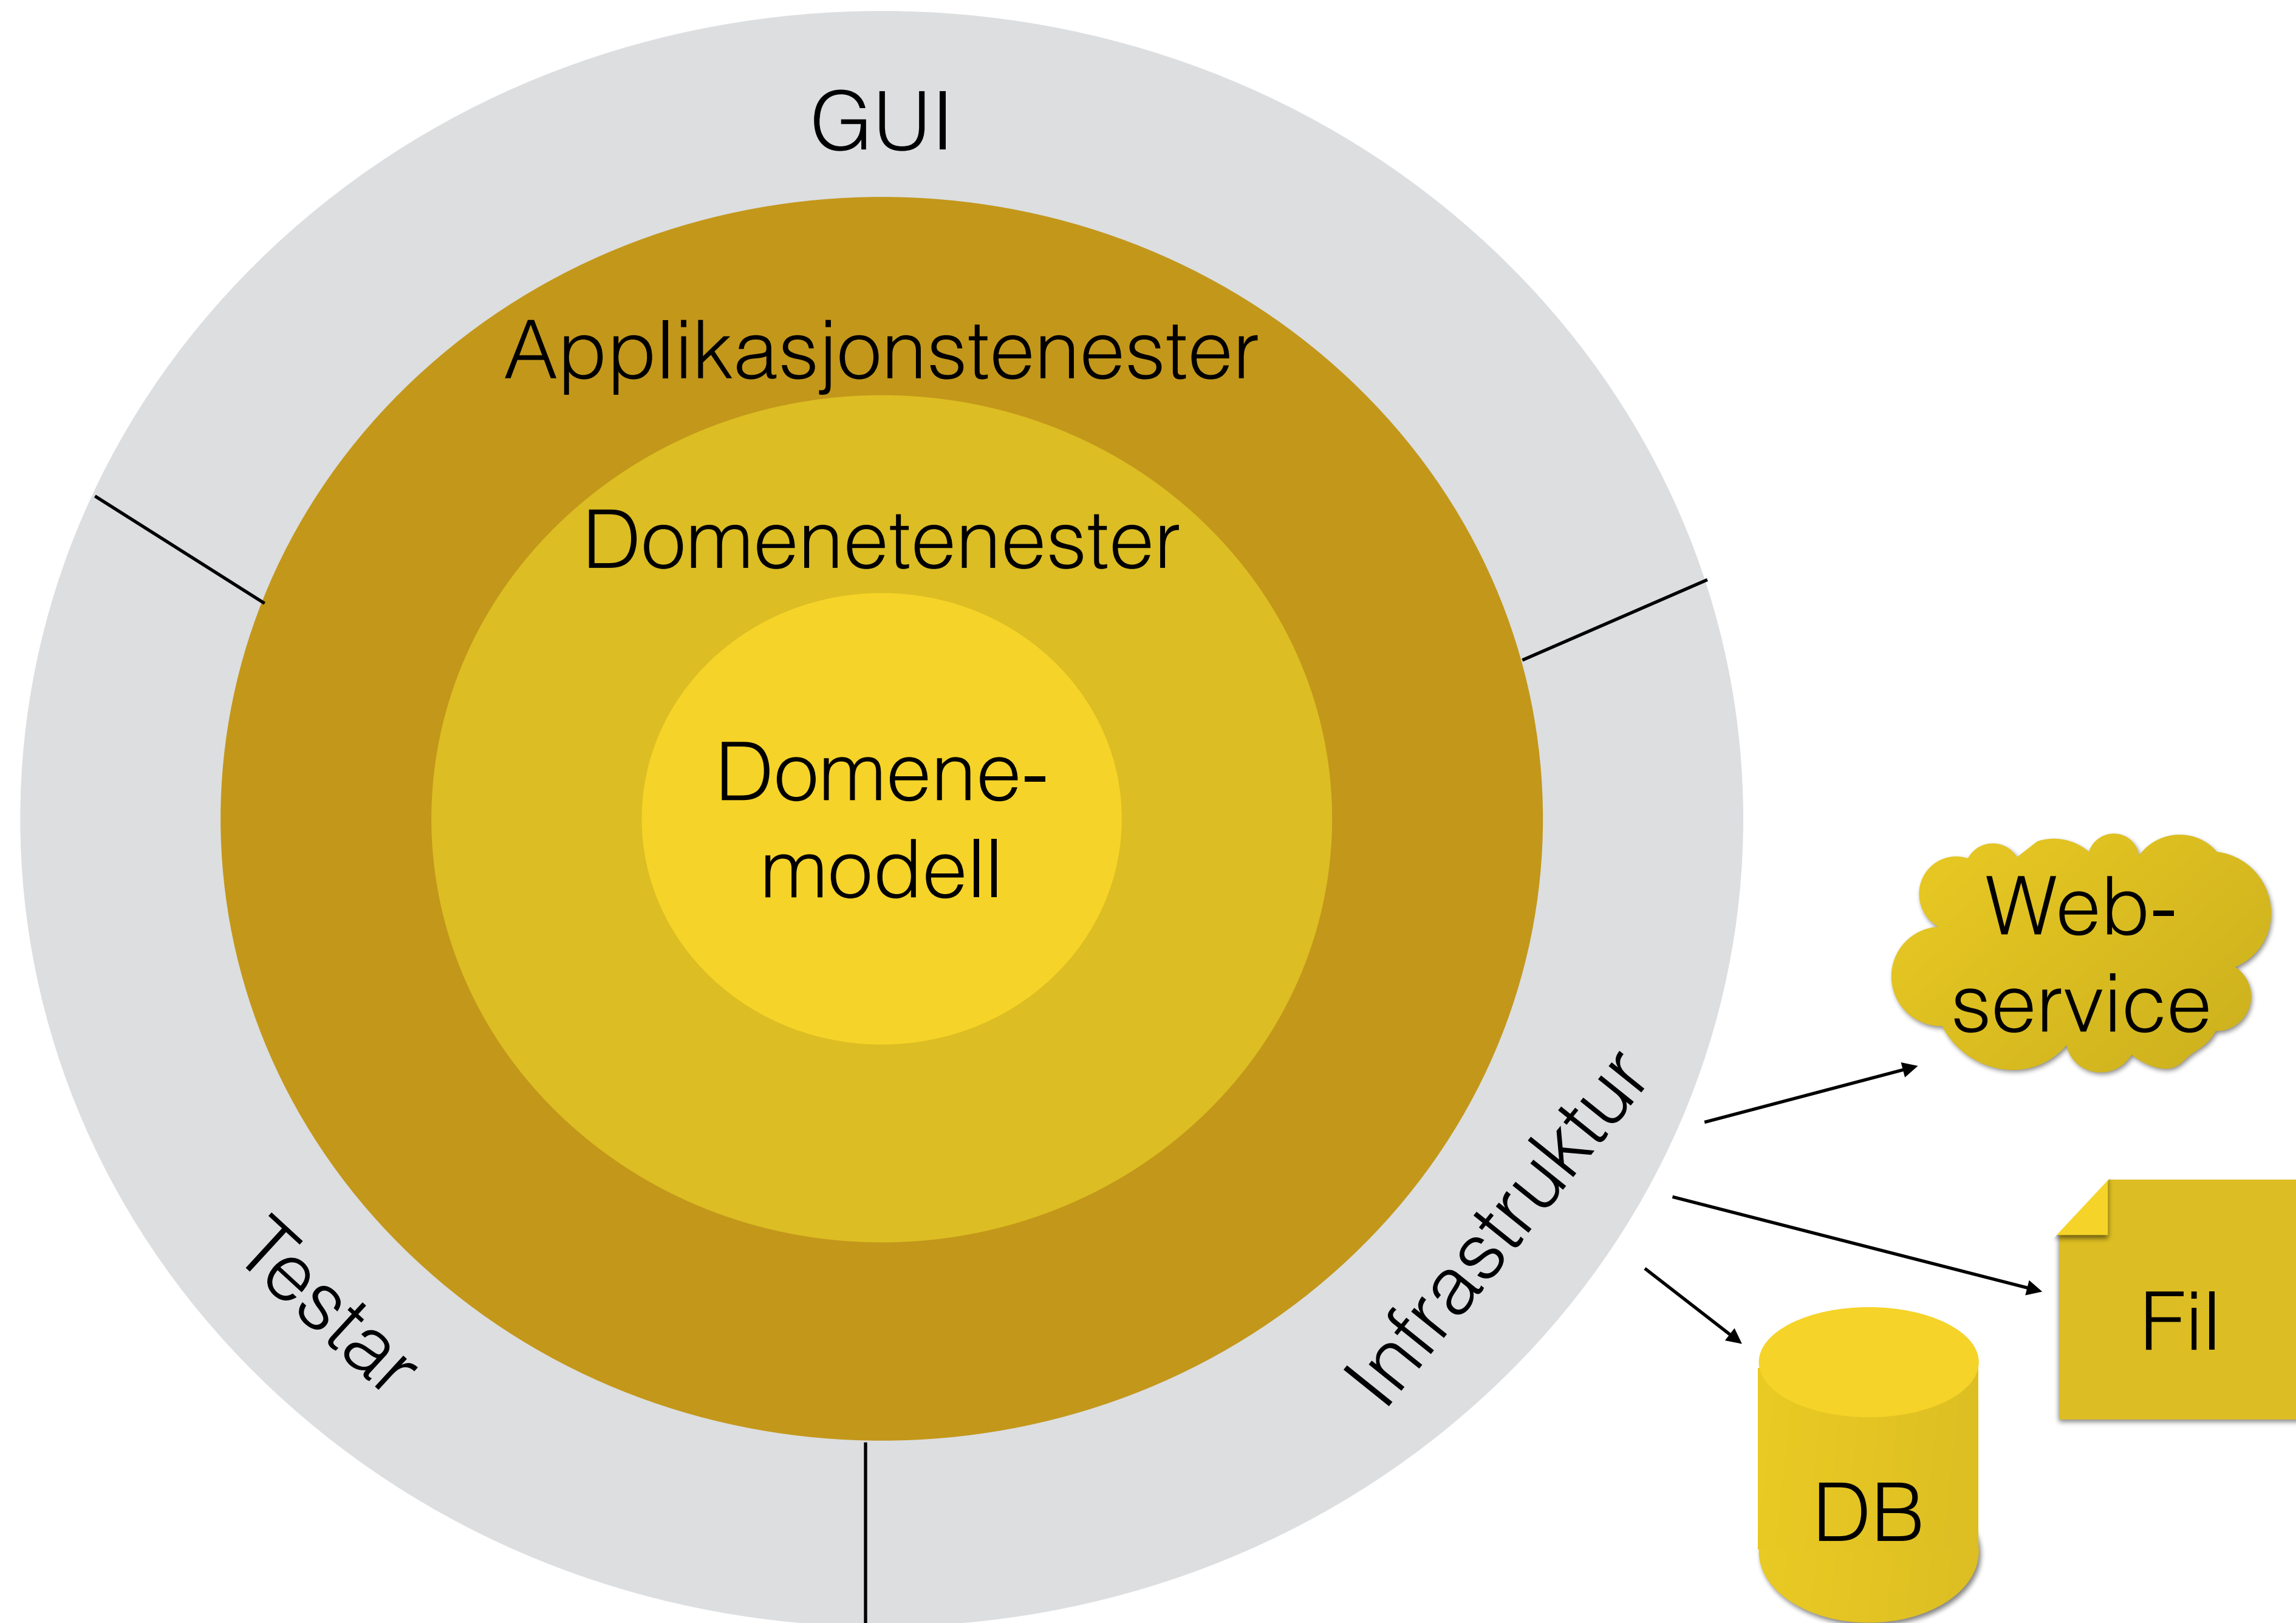 GUI
Applikasjonstenester
Domenetenester
Domene-
modell
Web-
service
Testar
Infrastruktur
Fil
DB